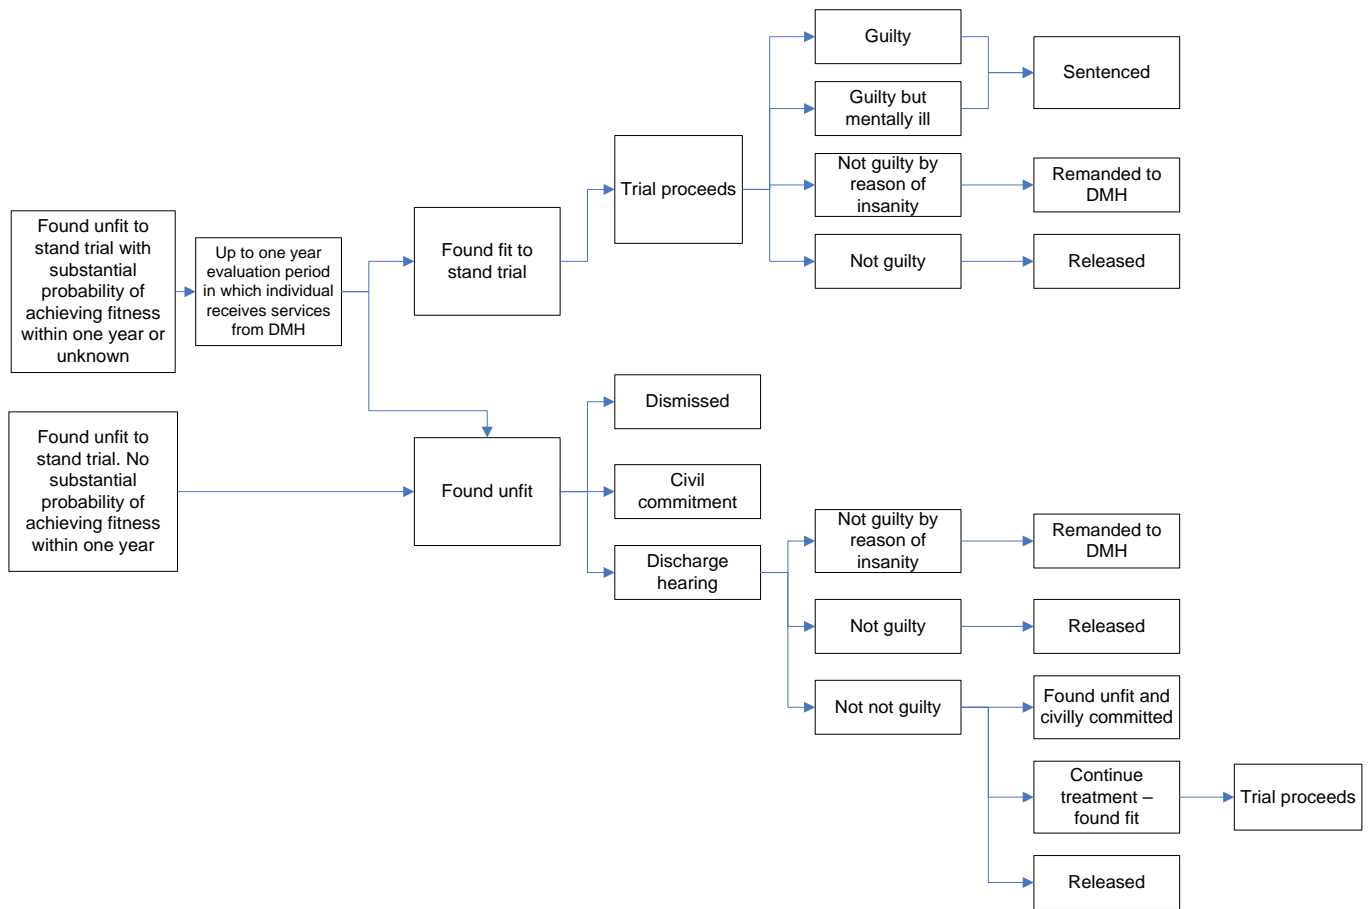 Guilty
Sentenced
Guilty but
mentally ill
Trial proceeds
Not guilty by
reason of
insanity
Remanded to
DMH
Not guilty
Released
Found unfit to
stand trial with
substantial
probability of
achieving fitness
within one year or
unknown
Up to one year
evaluation period
in which individual
receives services
from DMH
Found fit to
stand trial
Found unfit to
stand trial. No
substantial
probability of
achieving fitness
within one year
Found unfit
Dismissed
Civil
commitment
Discharge
hearing
Not guilty by
reason of
insanity
Remanded to
DMH
Not guilty
Released
Not not guilty
Found unfit and
civilly committed
Continue
treatment –
found fit
Trial proceeds
Released